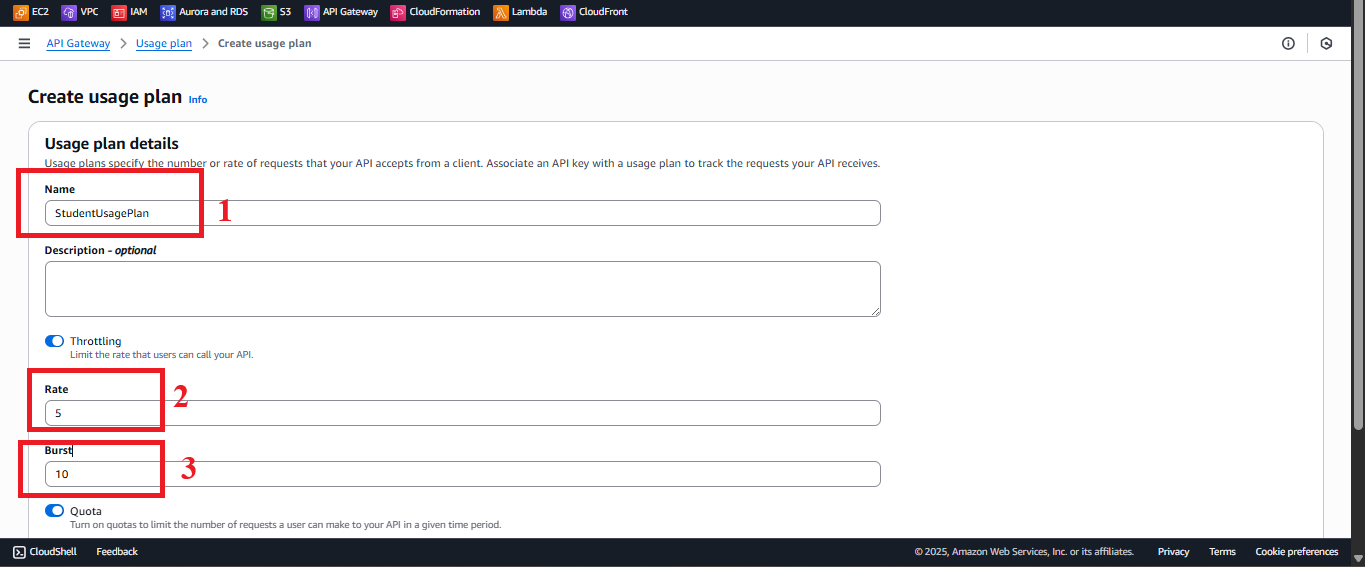 EC2 VPC IAM Aurora and RDS S3 API Gateway CloudFormation Lambda CloudFront
API Gateway > Usage plan > Create usage plan
Create usage plan Info
Usage plan details
Usage plans specify the number or rate of requests that your API accepts from a client. Associate an API key with a usage plan to track the requests your API receives.
Name
StudentUsagePlan
1
Description - optional
Throttling
Limit the rate that users can call your API.
Rate
2
5
Burst
3
10
Quota
Turn on quotas to limit the number of requests a user can make to your API in a given time period.
CloudShell Feedback © 2025, Amazon Web Services, Inc. or its affiliates. Privacy Terms Cookie preferences